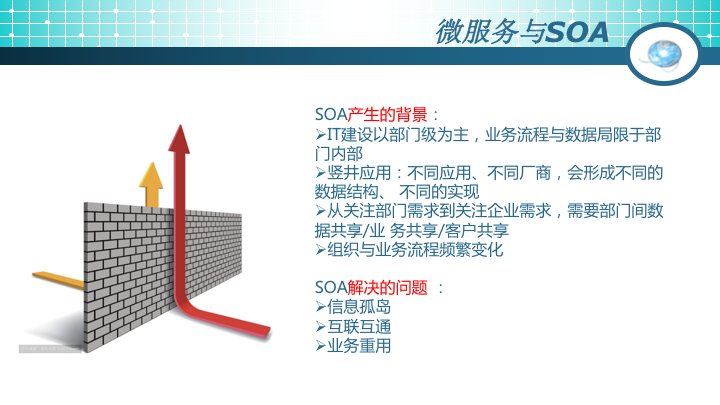 微服务与SOA
SOA产生的背景：
➢IT建设以部门级为主，业务流程与数据局限于部
门内部
➢竖井应用：不同应用、不同厂商，会形成不同的
数据结构、 不同的实现
➢从关注部门需求到关注企业需求，需要部门间数
据共享/业 务共享/客户共享
➢组织与业务流程频繁变化
SOA解决的问题 ：
➢信息孤岛
➢互联互通
➢业务重用